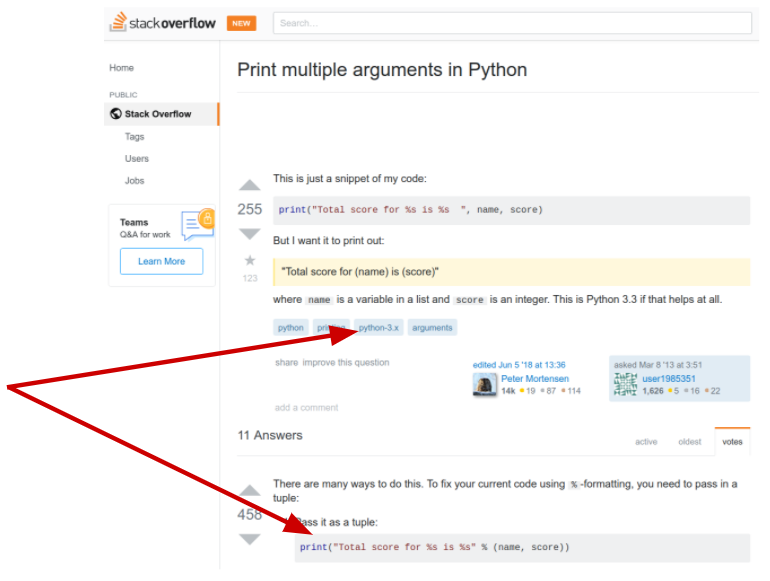 stackoverflow NEW Search...
Home
Print multiple arguments in Python
PUBLIC
Stack Overflow
Tags
Users
Jobs
Teams
Q&A for work
Learn More
This is just a snippet of my code:
255
print("Total score for %s is %s  ", name, score)
But I want it to print out:
123
"Total score for (name) is (score)"
where name is a variable in a list and score is an integer. This is Python 3.3 if that helps at all.
python python-3.x arguments
share improve this question
edited Jun 5 '18 at 13:36
Peter Mortensen
14k 19 87 114
asked Mar 8 '13 at 3:51
user1985351
1,626 5 16 22
add a comment
11 Answers
active oldest votes
There are many ways to do this. To fix your current code using %-formatting, you need to pass in a
tuple:
458
Pass it as a tuple:
print("Total score for %s is %s" % (name, score))